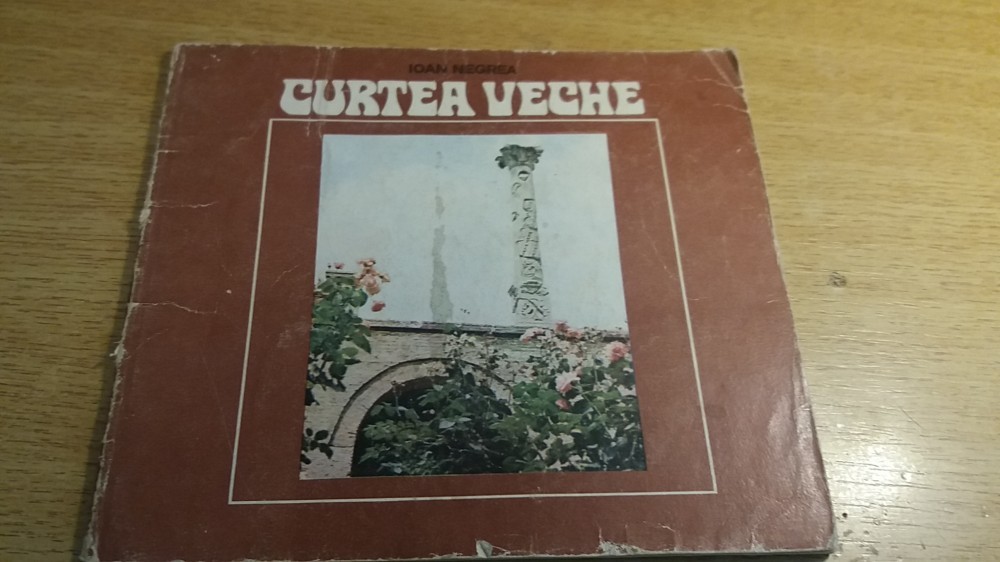 IOAN NEGREA
CURTEA VECHE